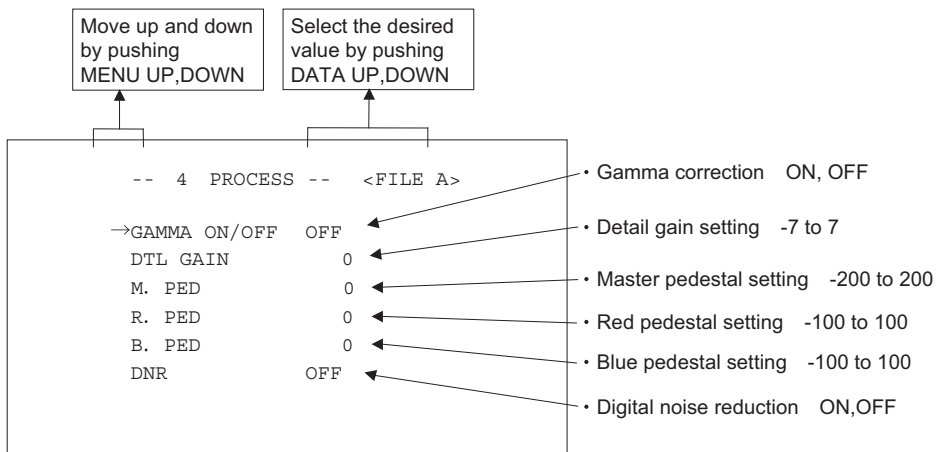 Move up and down
by pushing
MENU UP,DOWN
Select the desired
value by pushing
DATA UP,DOWN
-- 4 PROCESS -- <FILE A>
→GAMMA ON/OFF OFF
DTL GAIN 0
M. PED 0
R. PED 0
B. PED 0
DNR OFF
・Gamma correction ON, OFF
・Detail gain setting -7 to 7
・Master pedestal setting -200 to 200
・Red pedestal setting -100 to 100
・Blue pedestal setting -100 to 100
・Digital noise reduction ON,OFF